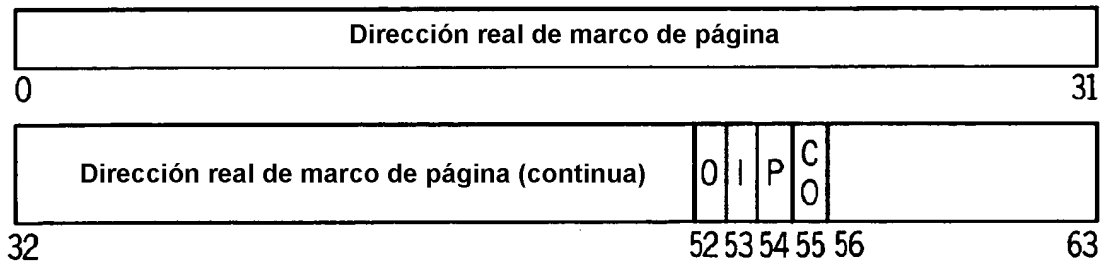 Dirección real de marco de página
0 31
Dirección real de marco de página (continua) 0 I P C O
32 52 53 54 55 56 63